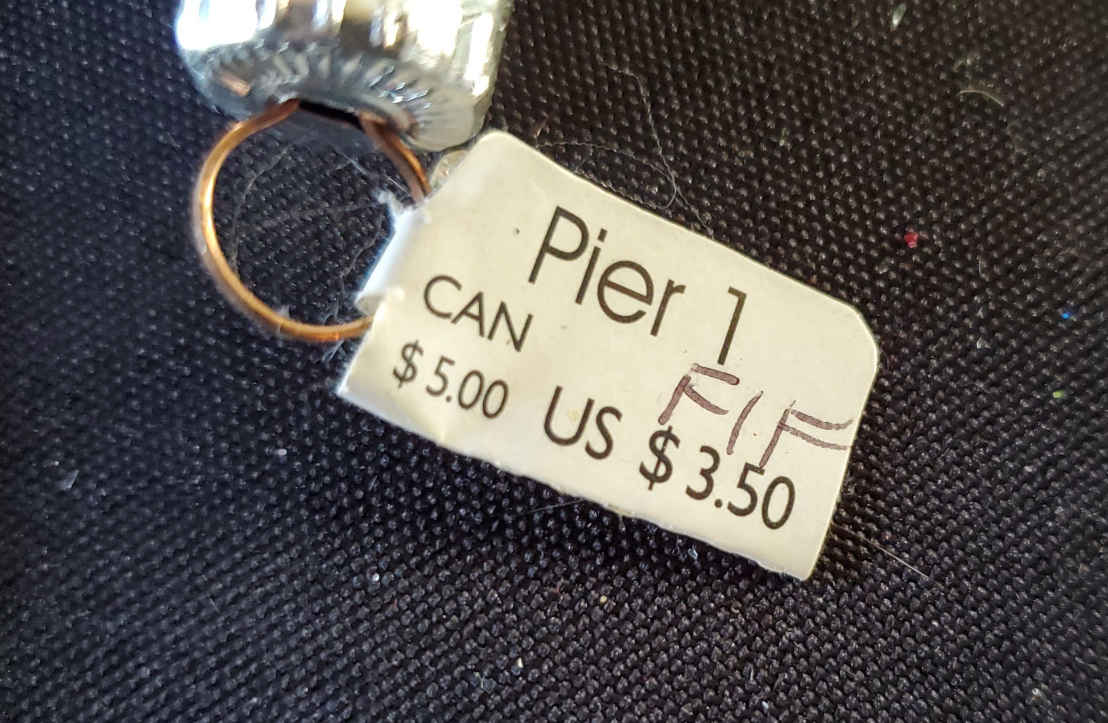 Pier 1
CAN
$5.00
US $3.50
F/F